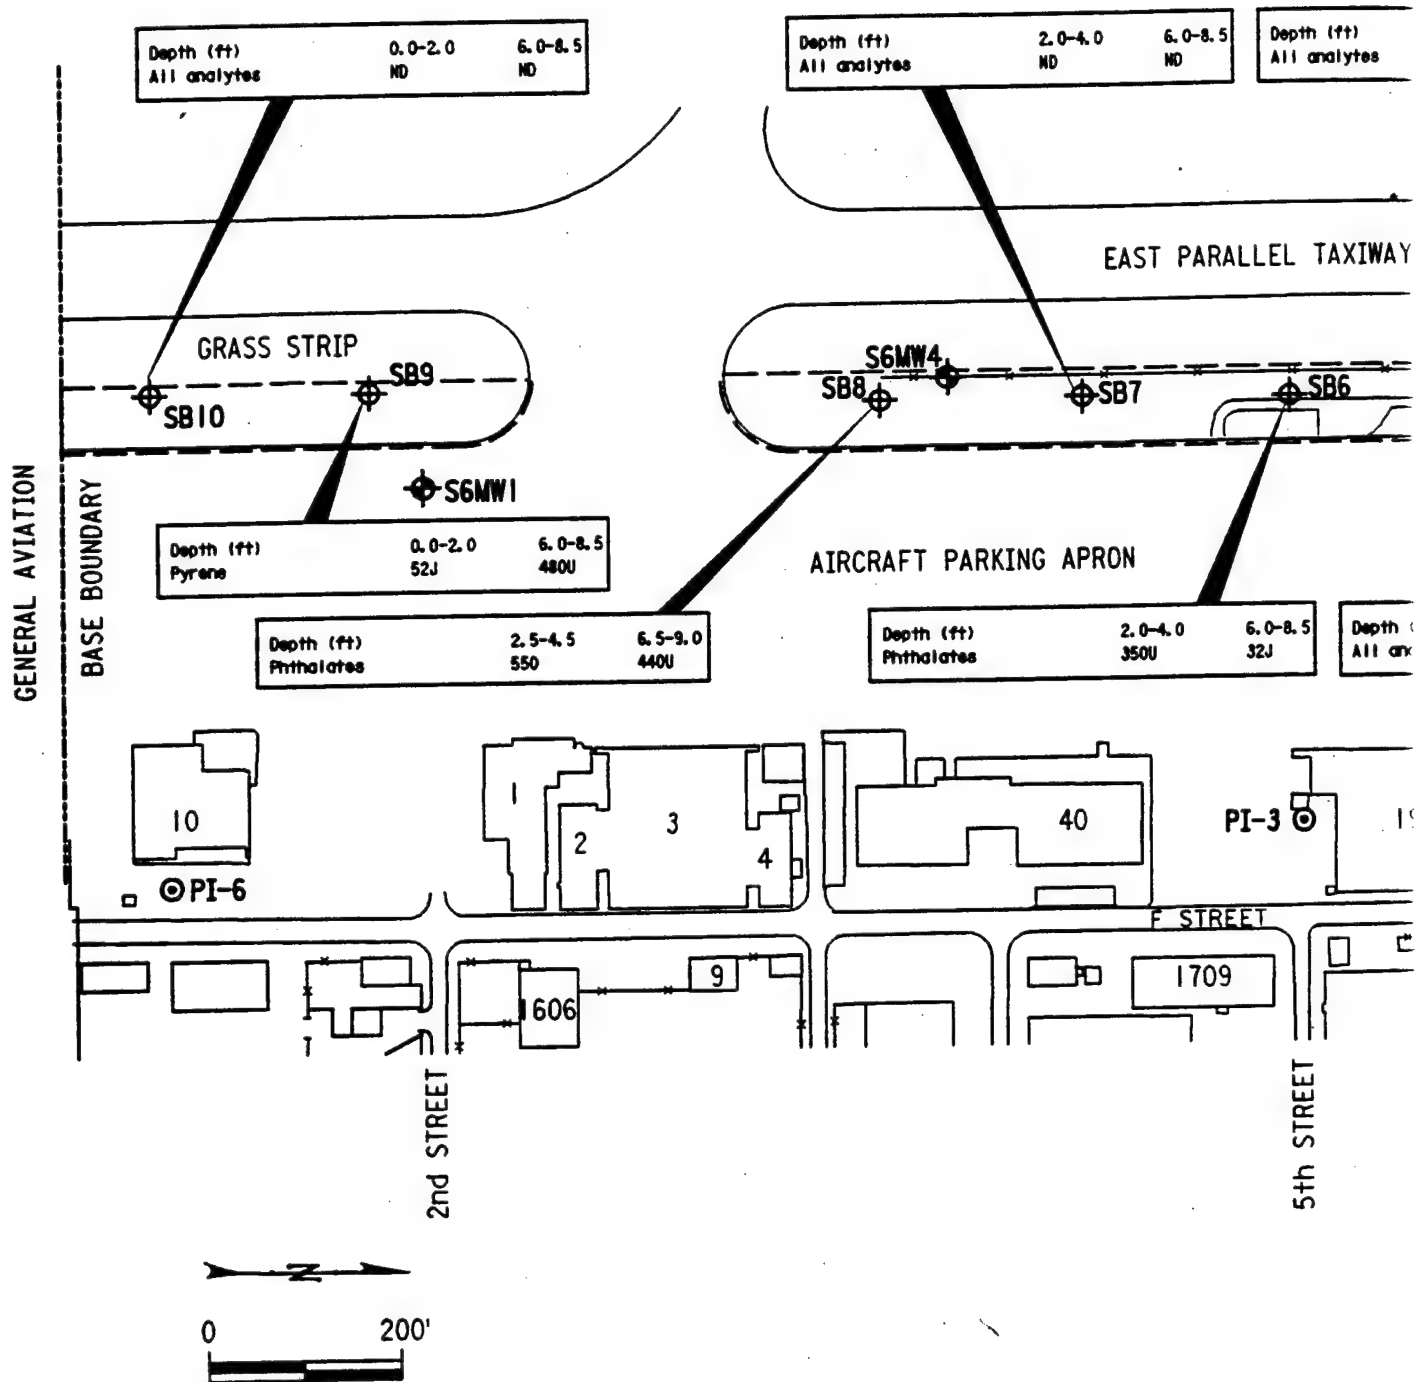 Depth (ft) 0.0-2.0 6.0-8.5
All analytes ND ND
Depth (ft) 2.0-4.0 6.0-8.5
All analytes ND ND
Depth (ft)
All analytes
EAST PARALLEL TAXIWAY
GRASS STRIP
SB10
SB9
S6MW4
SB8
SB7
SB6
S6MW1
GENERAL AVIATION
BASE BOUNDARY
Depth (ft) 0.0-2.0 6.0-8.5
Pyrene 52J 480U
AIRCRAFT PARKING APRON
Depth (ft) 2.5-4.5 6.5-9.0
Phthalates 550 440U
Depth (ft) 2.0-4.0 6.0-8.5
Phthalates 350U 32J
Depth
All
10
1
2
3
4
40
PI-3
PI-6
F STREET
606
9
1709
2nd STREET
5th STREET
N
0 200'